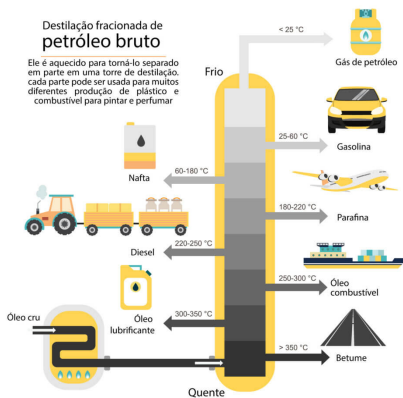 Destilação fracionada de
petróleo bruto
Ele é aquecido para torná-lo separado
em parte em uma torre de destilação,
cada parte pode ser usada para muitos
diferentes produção de plástico e
combustível para pintar e perfumar
< 25 °C
Gás de petróleo
Frio
25-60 °C
Gasolina
60-180 °C
Nafta
180-220 °C
Parafina
220-250 °C
Diesel
250-300 °C
Óleo
combustível
300-350 °C
Óleo
lubrificante
Óleo cru
> 350 °C
Betume
Quente